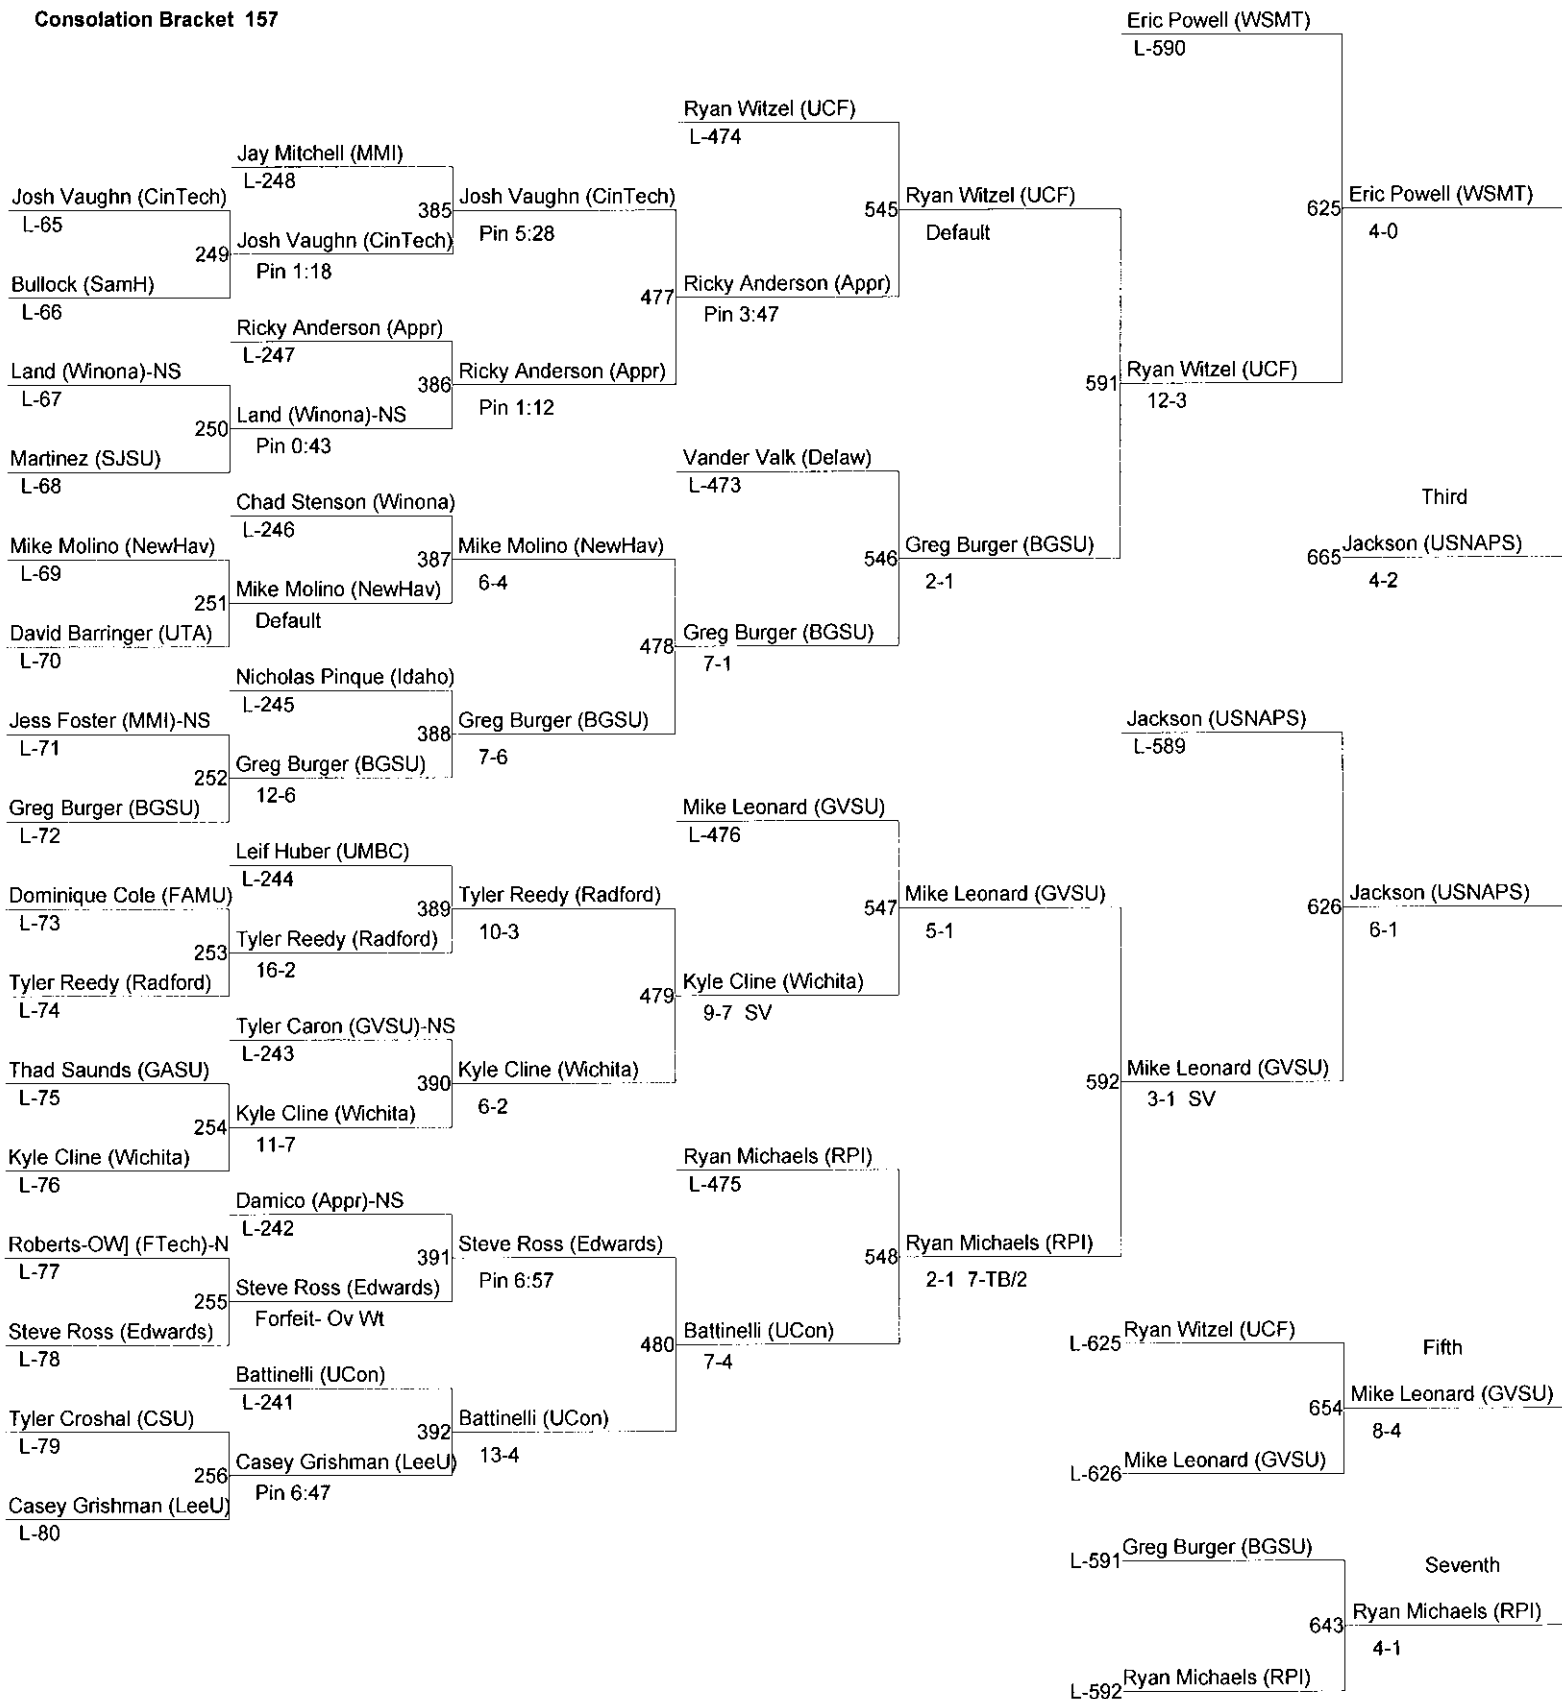 Consolation Bracket 157
Josh Vaughn (CinTech)
L-65
249
Bullock (SamH)
L-66
Land (Winona)-NS
L-67
250
Martinez (SJSU)
L-68
Mike Molino (NewHav)
L-69
251
David Barringer (UTA)
L-70
Jess Foster (MMI)-NS
L-71
252
Greg Burger (BGSU)
L-72
Dominique Cole (FAMU)
L-73
253
Tyler Reedy (Radford)
L-74
Thad Saunds (GASU)
L-75
254
Kyle Cline (Wichita)
L-76
Roberts-OW] (FTech)-N
L-77
255
Steve Ross (Edwards)
L-78
Tyler Croshal (CSU)
L-79
256
Casey Grishman (LeeU)
L-80
Jay Mitchell (MMI)
L-248
385
Josh Vaughn (CinTech)
Pin 1:18
Ricky Anderson (Appr)
L-247
386
Land (Winona)-NS
Pin 0:43
Chad Stenson (Winona)
L-246
387
Mike Molino (NewHav)
Default
Nicholas Pinque (Idaho)
L-245
388
Greg Burger (BGSU)
12-6
Leif Huber (UMBC)
L-244
389
Tyler Reedy (Radford)
16-2
Tyler Caron (GVSU)-NS
L-243
390
Kyle Cline (Wichita)
11-7
Damico (Appr)-NS
L-242
391
Steve Ross (Edwards)
Forfeit- Ov Wt
Battinelli (UCon)
L-241
392
Casey Grishman (LeeU)
Pin 6:47
Josh Vaughn (CinTech)
Pin 5:28
477
Ricky Anderson (Appr)
Pin 1:12
Mike Molino (NewHav)
6-4
478
Greg Burger (BGSU)
7-6
Tyler Reedy (Radford)
10-3
479
Kyle Cline (Wichita)
6-2
Steve Ross (Edwards)
Pin 6:57
480
Battinelli (UCon)
13-4
Ryan Witzel (UCF)
L-474
545
Ricky Anderson (Appr)
Pin 3:47
Vander Valk (Delaw)
L-473
546
Greg Burger (BGSU)
7-1
Mike Leonard (GVSU)
L-476
547
Kyle Cline (Wichita)
9-7 SV
Ryan Michaels (RPI)
L-475
548
Battinelli (UCon)
7-4
Ryan Witzel (UCF)
Default
591
Greg Burger (BGSU)
2-1
Mike Leonard (GVSU)
5-1
592
Ryan Michaels (RPI)
2-1 7-TB/2
Eric Powell (WSMT)
L-590
625
Ryan Witzel (UCF)
12-3
Jackson (USNAPS)
L-589
626
Mike Leonard (GVSU)
3-1 SV
Eric Powell (WSMT)
4-0
Third
665
Jackson (USNAPS)
4-2
Jackson (USNAPS)
6-1
L-625
Ryan Witzel (UCF)
Fifth
654
Mike Leonard (GVSU)
8-4
L-626
Mike Leonard (GVSU)
L-591
Greg Burger (BGSU)
Seventh
643
Ryan Michaels (RPI)
4-1
L-592
Ryan Michaels (RPI)